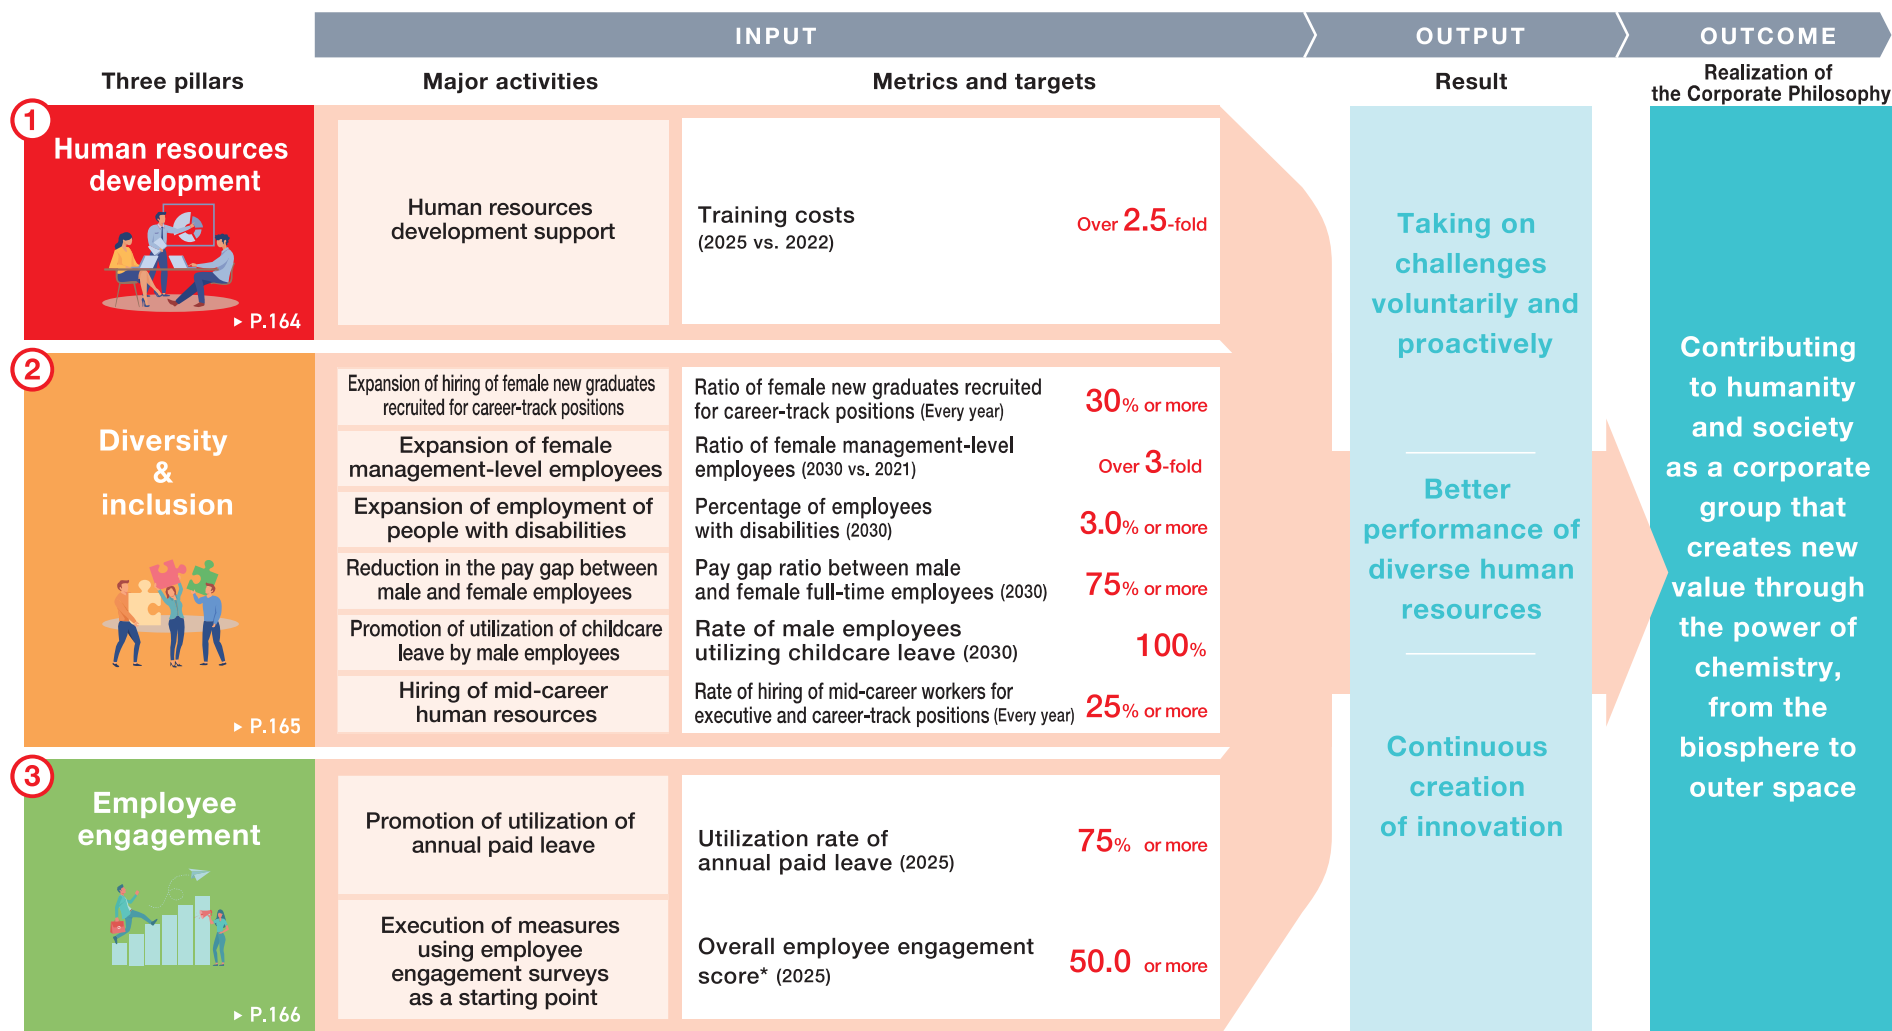 INPUT
OUTPUT
OUTCOME
Three pillars
Major activities
Metrics and targets
Result
Realization of
the Corporate Philosophy
1
Human resources
development
▶ P.164
Human resources
development support
Training costs
(2025 vs. 2022)
Over 2.5-fold
2
Diversity
&
inclusion
▶ P.165
Expansion of hiring of female new graduates
recruited for career-track positions
Ratio of female new graduates recruited
for career-track positions (Every year)
30% or more
Expansion of female
management-level employees
Ratio of female management-level
employees (2030 vs. 2021)
Over 3-fold
Expansion of employment of
people with disabilities
Percentage of employees
with disabilities (2030)
3.0% or more
Reduction in the pay gap between
male and female employees
Pay gap ratio between male
and female full-time employees (2030)
75% or more
Promotion of utilization of childcare
leave by male employees
Rate of male employees
utilizing childcare leave (2030)
100%
Hiring of mid-career
human resources
Rate of hiring of mid-career workers for
executive and career-track positions (Every year)
25% or more
3
Employee
engagement
▶ P.166
Promotion of utilization of
annual paid leave
Utilization rate of
annual paid leave (2025)
75% or more
Execution of measures
using employee
engagement surveys
as a starting point
Overall employee engagement
score* (2025)
50.0 or more
Taking on
challenges
voluntarily and
proactively
Better
performance of
diverse human
resources
Continuous
creation
of innovation
Contributing
to humanity
and society
as a corporate
group that
creates new
value through
the power of
chemistry,
from the
biosphere to
outer space